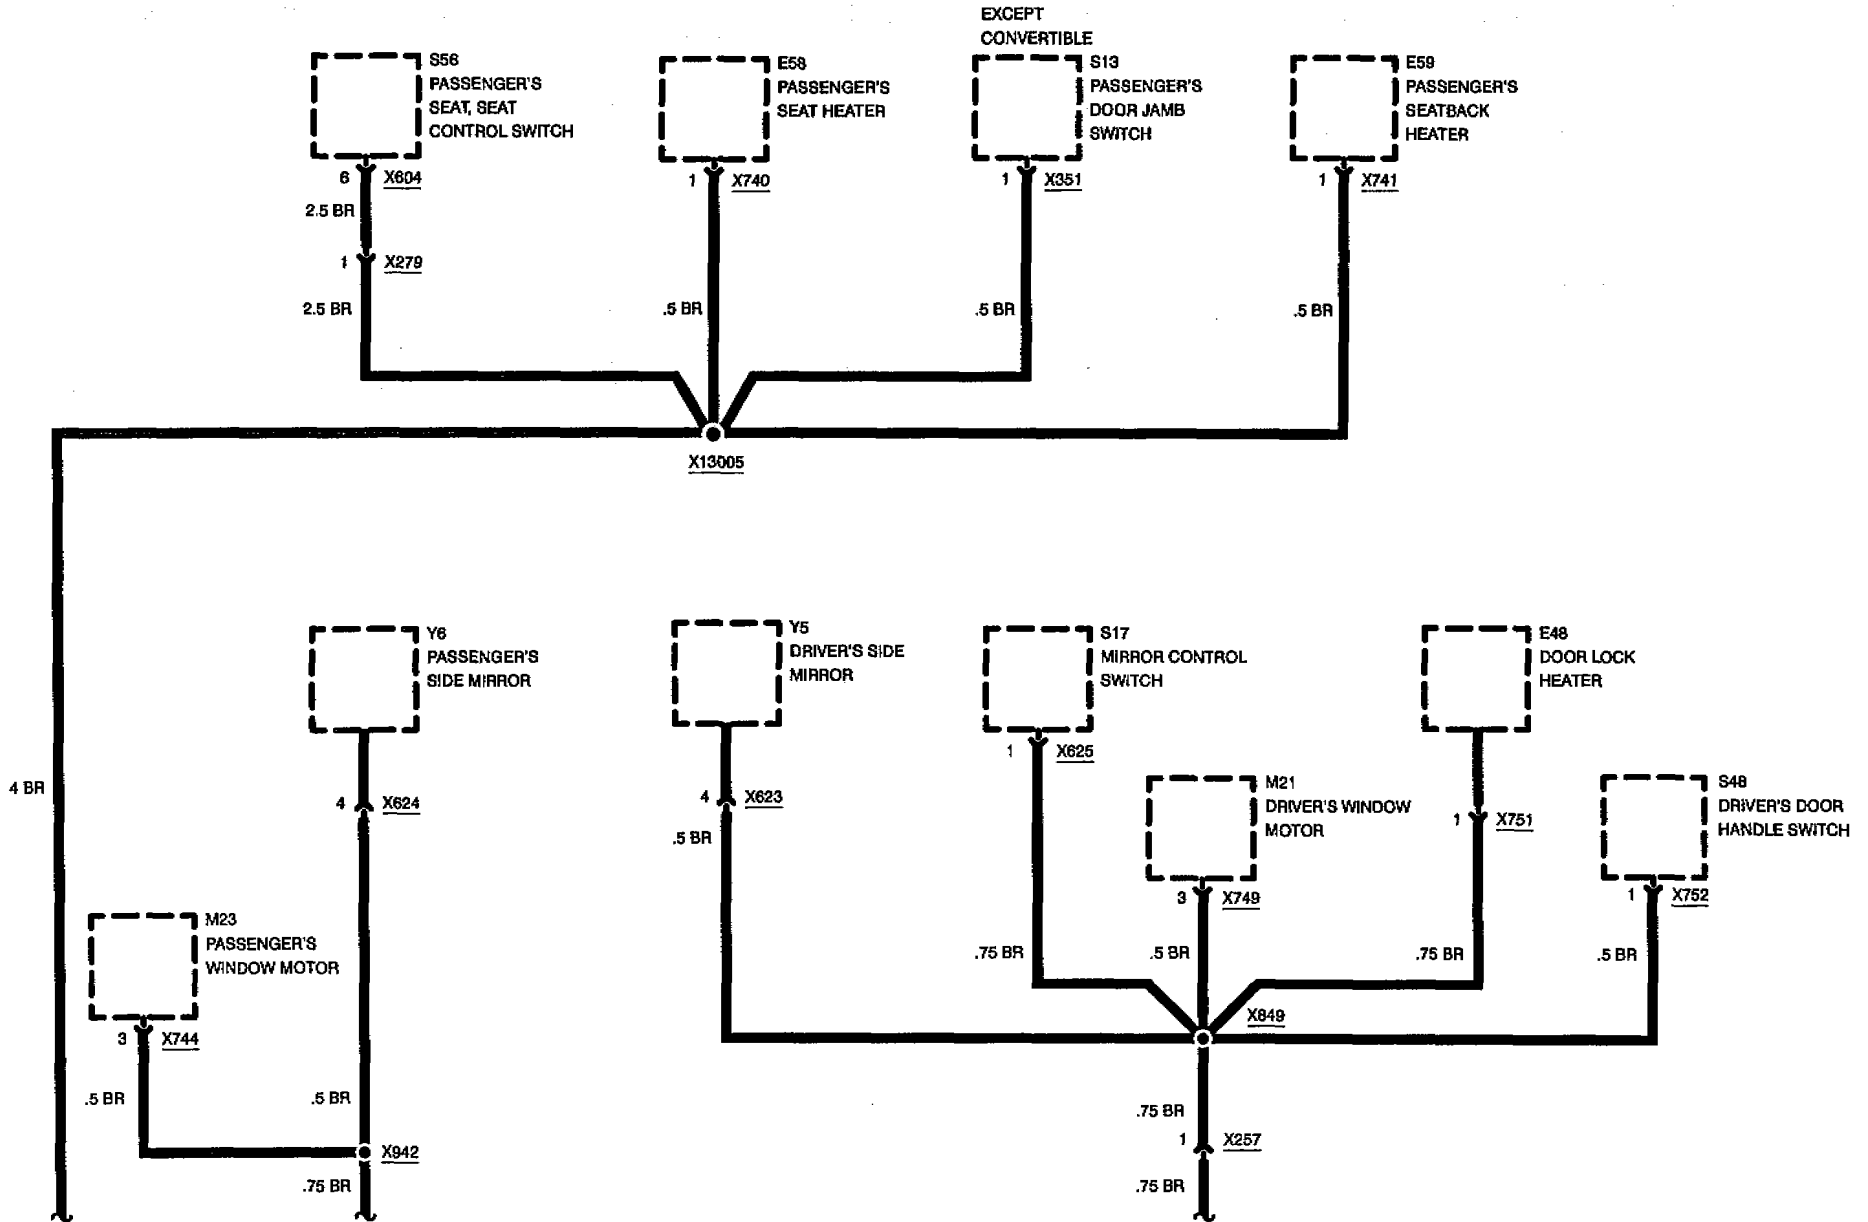 EXCEPT
CONVERTIBLE
S56
PASSENGER'S
SEAT, SEAT
CONTROL SWITCH
E58
PASSENGER'S
SEAT HEATER
S13
PASSENGER'S
DOOR JAMB
SWITCH
E59
PASSENGER'S
SEATBACK
HEATER
6 X604
1 X740
1 X351
1 X741
2.5 BR
1 X279
2.5 BR
.5 BR
.5 BR
.5 BR
X13005
Y6
PASSENGER'S
SIDE MIRROR
Y5
DRIVER'S SIDE
MIRROR
S17
MIRROR CONTROL
SWITCH
E48
DOOR LOCK
HEATER
1 X625
M21
DRIVER'S WINDOW
MOTOR
S48
DRIVER'S DOOR
HANDLE SWITCH
4 BR
4 X624
4 X623
.5 BR
1 X751
3 X749
1 X752
M23
PASSENGER'S
WINDOW MOTOR
.75 BR
.5 BR
.75 BR
.5 BR
X849
3 X744
.5 BR
.5 BR
.75 BR
X942
1 X257
.75 BR
.75 BR